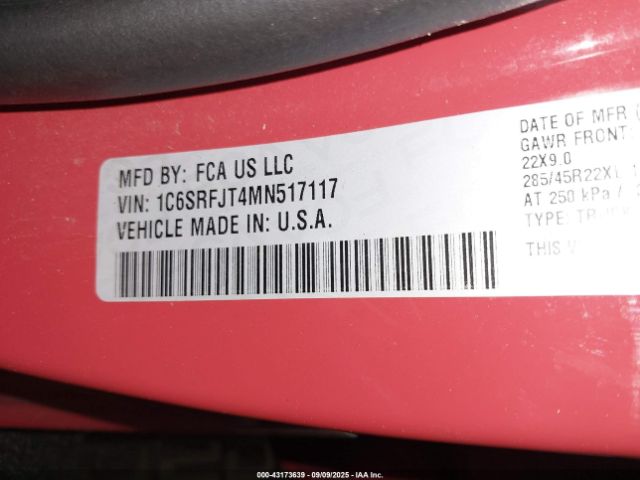 MFD BY: FCA US LLC
VIN: 1C6SRFJT4MN517117
VEHICLE MADE IN: U.S.A.
DATE OF MFR
GAWR FRONT
22X9.0
285/45R22XL
AT 250 kPa /
TYPE: TRUCK
THIS
000-43173639 - 09/09/2025 - IAA Inc.